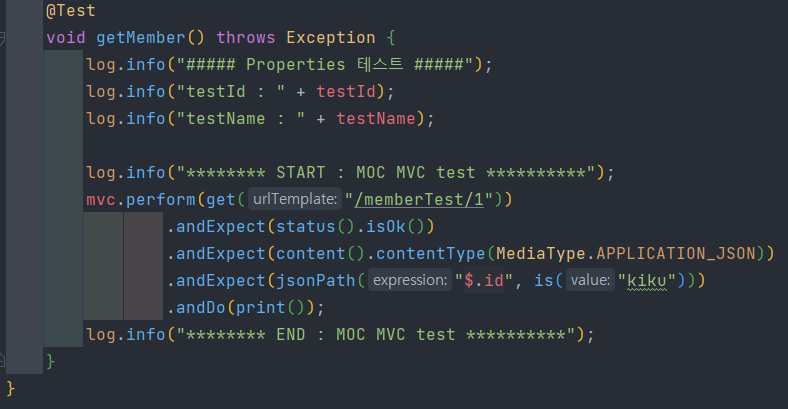 @Test
void getMember() throws Exception {
log.info("##### Properties 테스트 #####");
log.info("testId : " + testId);
log.info("testName : " + testName);
log.info("******** START : MOC MVC test **********");
mvc.perform(get( urlTemplate: "/memberTest/1"))
.andExpect(status().isOk())
.andExpect(content().contentType(MediaType.APPLICATION_JSON))
.andExpect(jsonPath( expression: "$.id", is( value: "kiku")))
.andDo(print());
log.info("******** END : MOC MVC test **********");
}
}